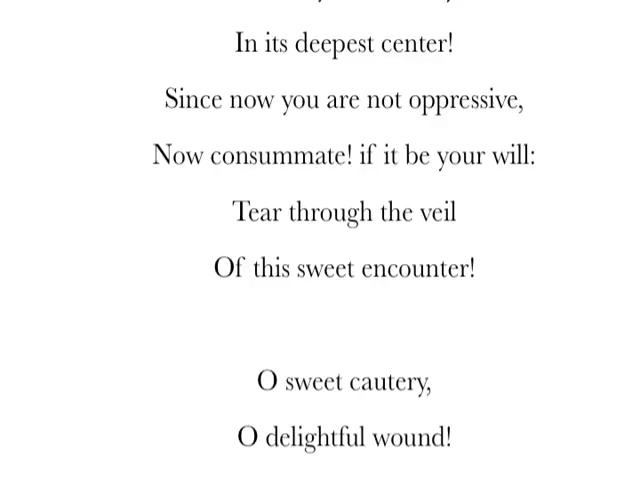 In its deepest center!
Since now you are not oppressive,
Now consummate! if it be your will:
Tear through the veil
Of this sweet encounter!
O sweet cautery,
O delightful wound!